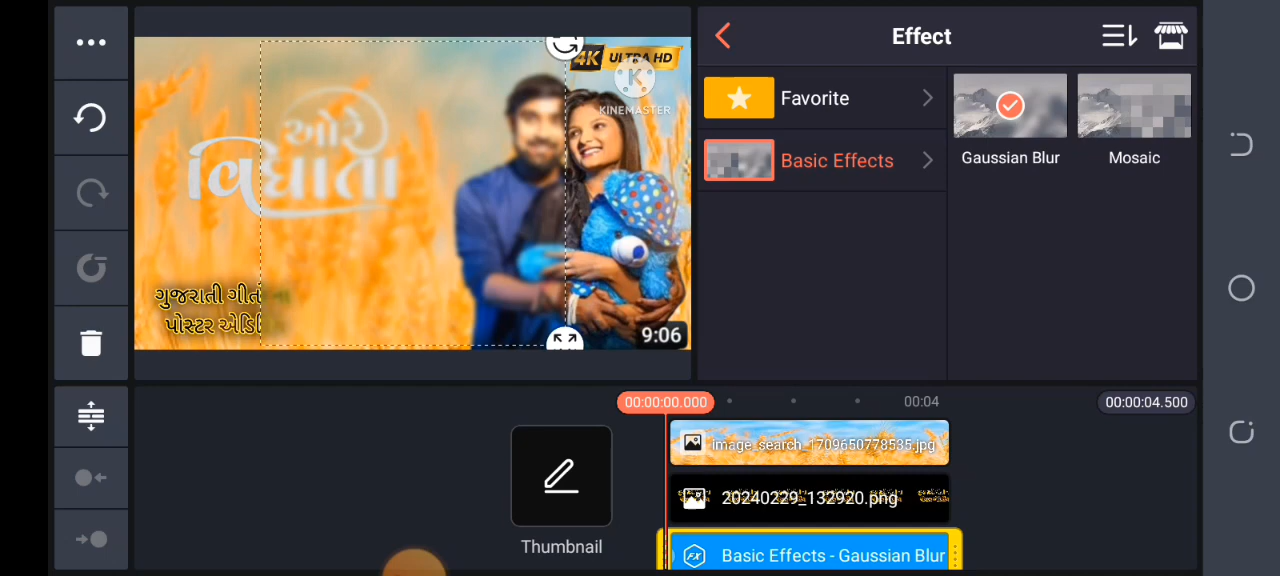 4K ULTRA HD
KINEMASTER
ઓરે
વિધાતા
ગુજરાતી ગીતો
પોસ્ટર એડિ
9:06
Effect
Favorite
Basic Effects
Gaussian Blur
Mosaic
00:00:00.000
00:04
00:00:04.500
image_search_1709650778535.jpg
20240229_132920.png
Thumbnail
FX
Basic Effects - Gaussian Blur